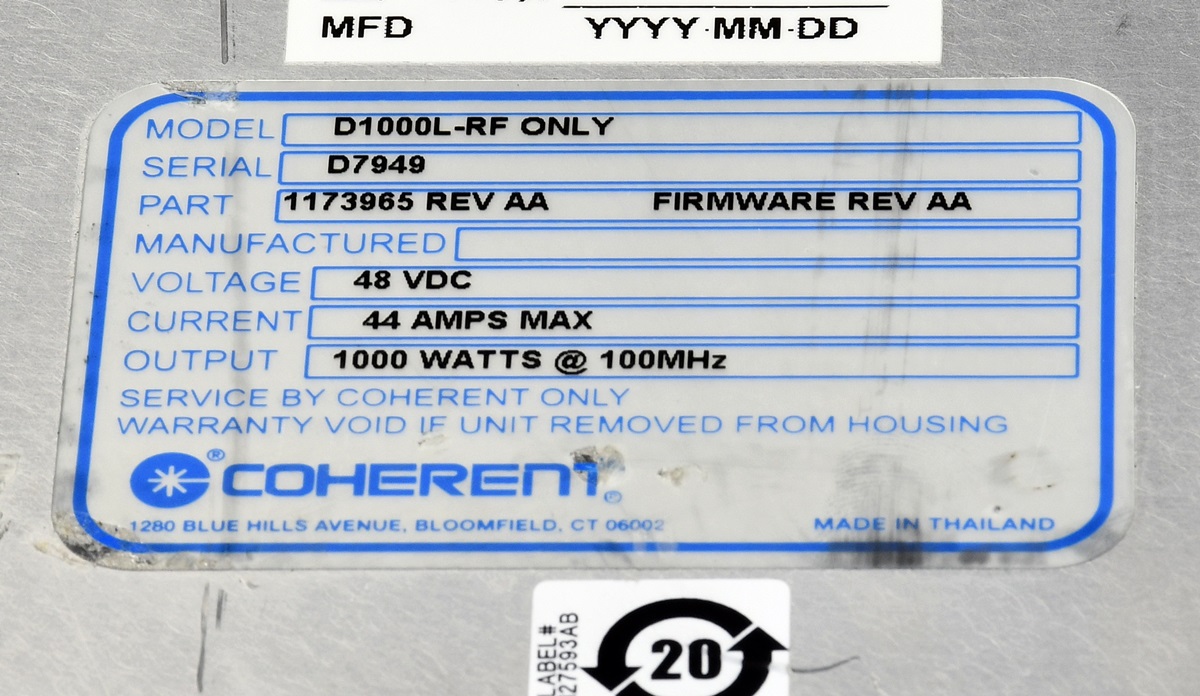 MFD YYYY-MM-DD
MODEL D1000L-RF ONLY
SERIAL D7949
PART 1173965 REV AA FIRMWARE REV AA
MANUFACTURED
VOLTAGE 48 VDC
CURRENT 44 AMPS MAX
OUTPUT 1000 WATTS @ 100MHz
SERVICE BY COHERENT ONLY
WARRANTY VOID IF UNIT REMOVED FROM HOUSING
® COHERENT®
1280 BLUE HILLS AVENUE, BLOOMFIELD, CT 06002 MADE IN THAILAND
LABEL#
20